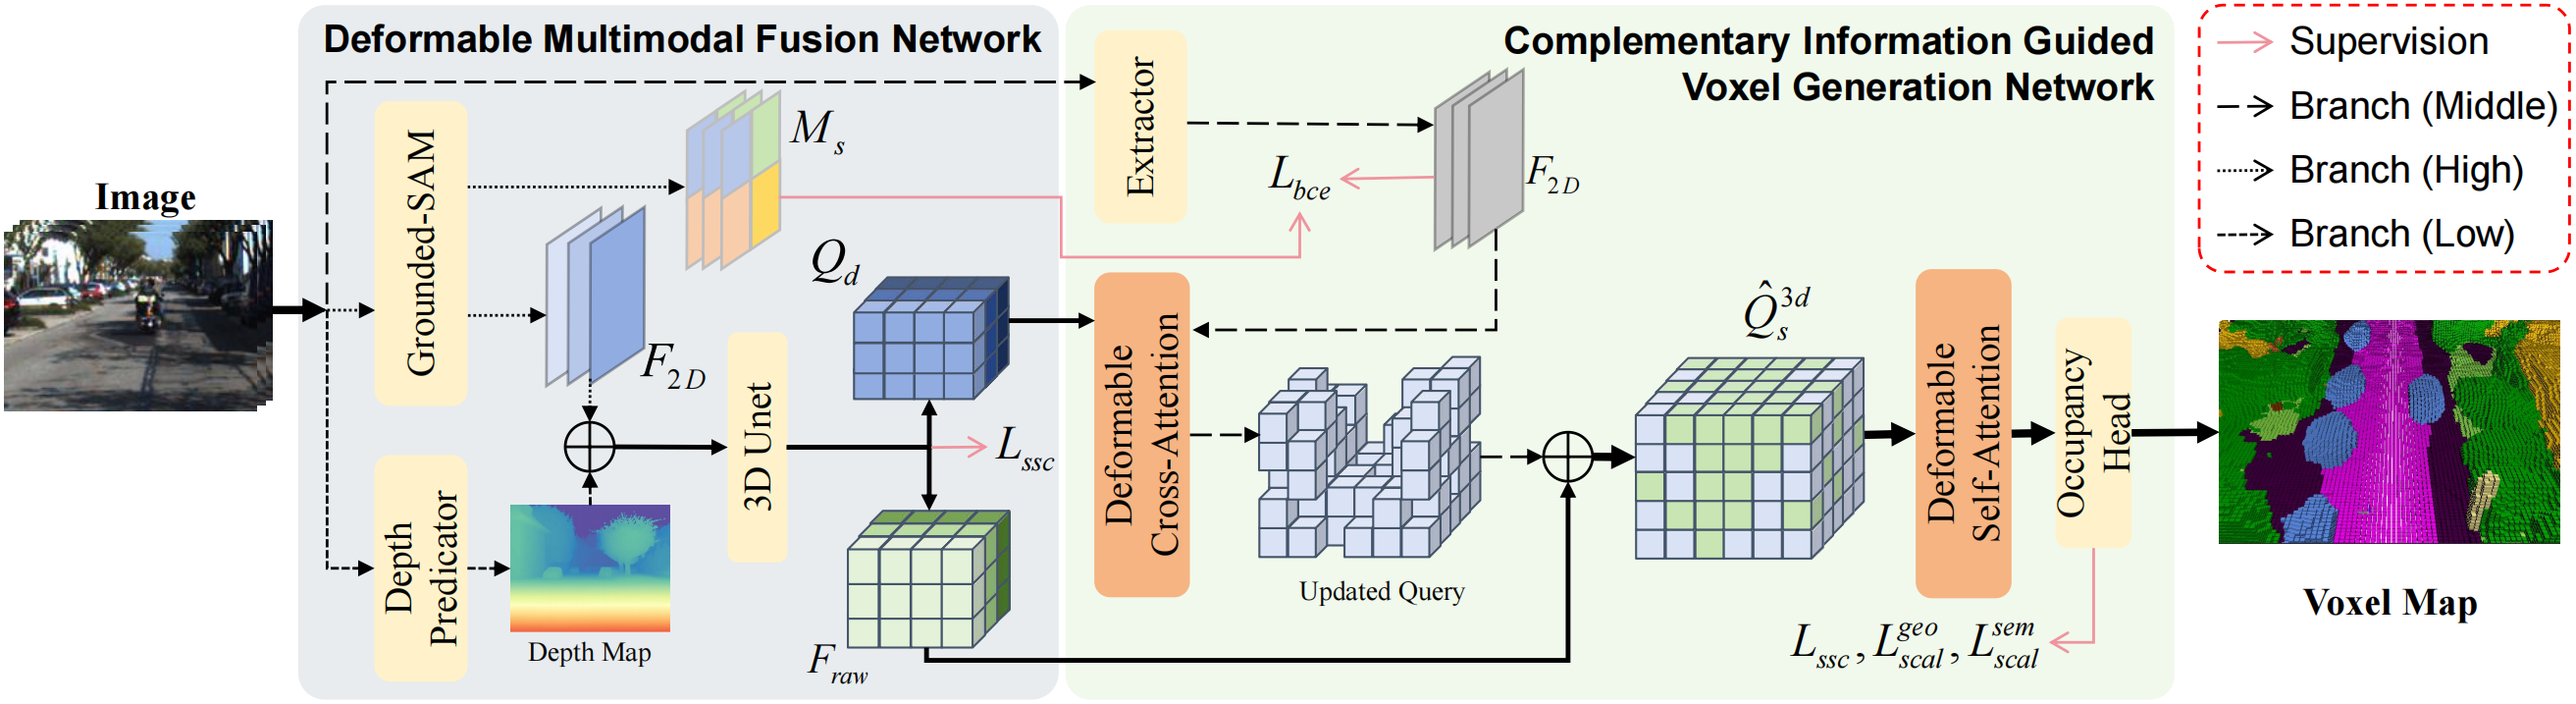 Deformable Multimodal Fusion Network
Complementary Information Guided
Voxel Generation Network
Supervision
Branch (Middle)
Branch (High)
Branch (Low)
Image
Grounded-SAM
Depth
Predicator
Depth Map
M_s
F_{2D}
Q_d
3D Unet
L_{ssc}
F_{raw}
Extractor
L_{bce}
F_{2D}
Deformable
Cross-Attention
Updated Query
\hat{Q}_s^{3d}
Deformable
Self-Attention
Occupancy
Head
L_{ssc}, L_{scal}^{geo}, L_{scal}^{sem}
Voxel Map